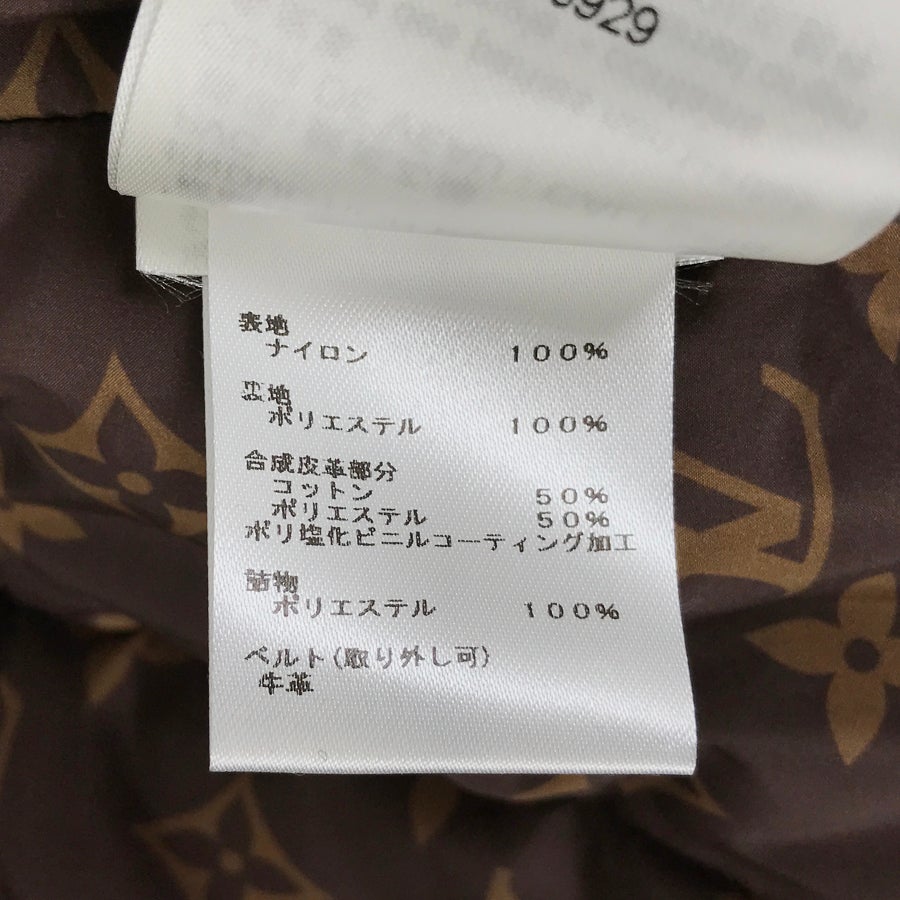 929
表地
ナイロン 100%
裏地
ポリエステル 100%
合成皮革部分
コットン 50%
ポリエステル 50%
ポリ塩化ビニルコーティング加工
詰物
ポリエステル 100%
ベルト(取り外し可)
牛革